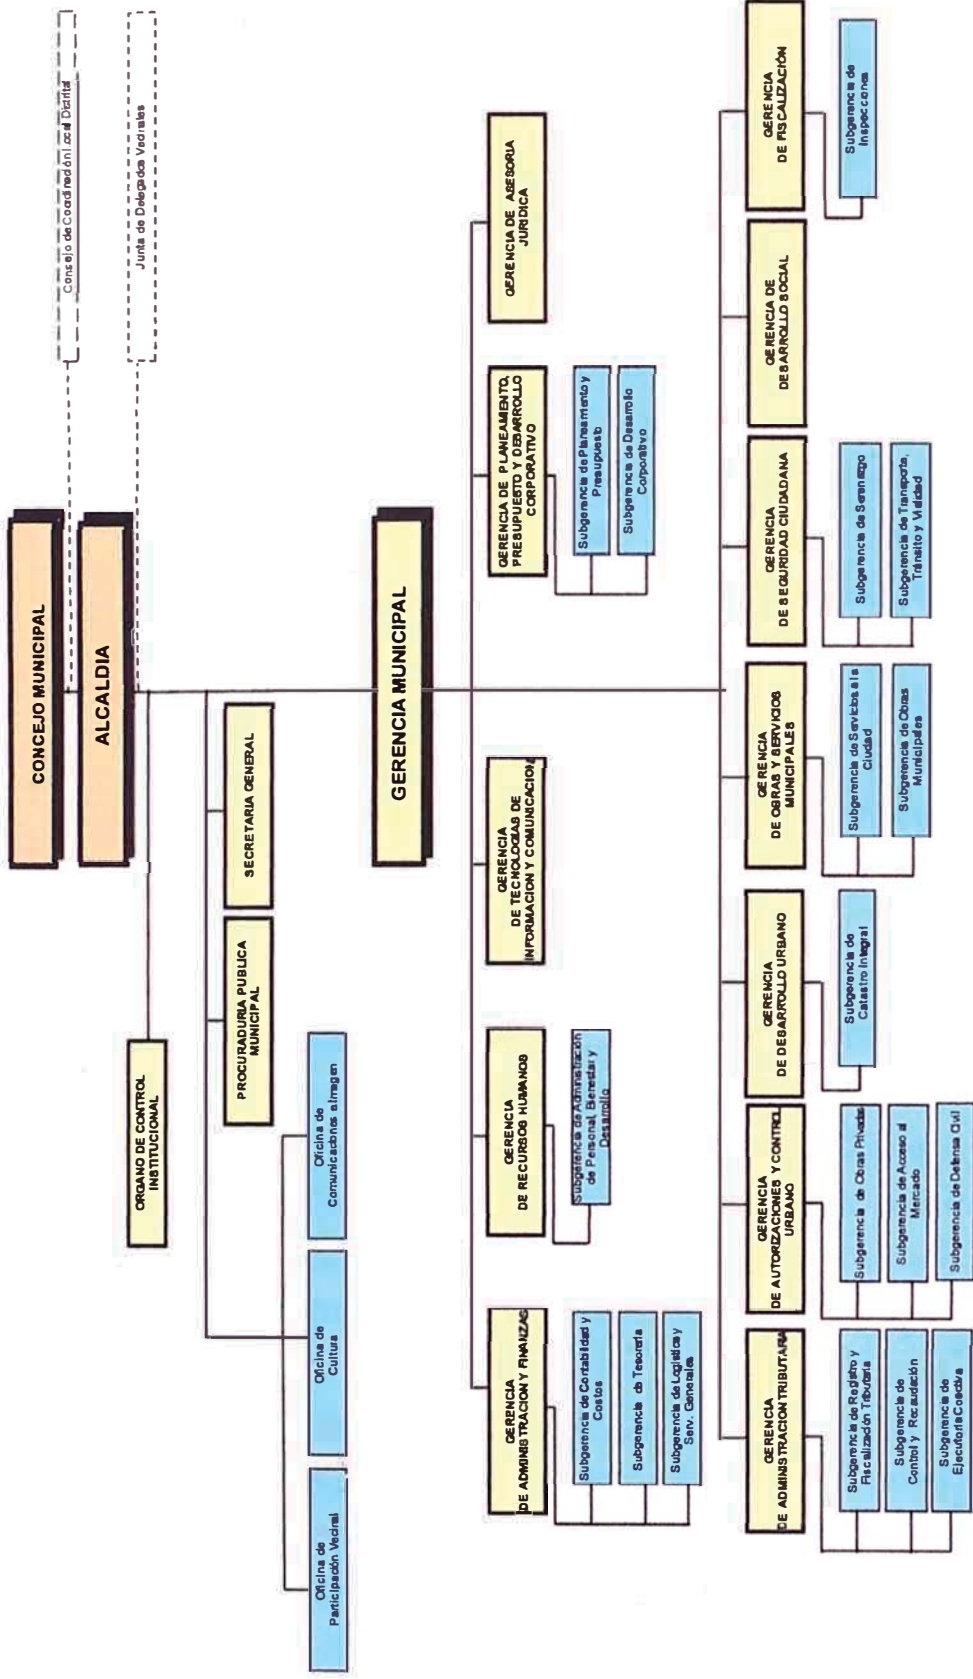 CONCEJO MUNICIPAL
Consejo de Coordinación Local Distrital
ALCALDIA
Junta de Delegados Vecinales
ORGANO DE CONTROL
INSTITUCIONAL
PROCURADURIA PUBLICA
MUNICIPAL
SECRETARIA GENERAL
Oficina de
Participación Vecinal
Oficina de
Cultura
Oficina de
Comunicaciones e Imagen
GERENCIA MUNICIPAL
GERENCIA
DE ADMINISTRACION Y FINANZAS
Subgerencia de Contabilidad y
Costos
Subgerencia de Tesorería
Subgerencia de Logística y
Serv. Generales
GERENCIA
DE RECURSOS HUMANOS
Subgerencia de Administración
de Personal, Bienestar y
Desarrollo
GERENCIA
DE TECNOLOGIAS DE
INFORMACION Y COMUNICACION
GERENCIA DE PLANEAMIENTO,
PRESUPUESTO Y DESARROLLO
CORPORATIVO
Subgerencia de Planeamiento y
Presupuesto
Subgerencia de Desarrollo
Corporativo
GERENCIA DE ASESORIA
JURIDICA
GERENCIA
DE ADMINISTRACION TRIBUTARIA
Subgerencia de Registro y
Fiscalización Tributaria
Subgerencia de
Control y Recaudación
Subgerencia de
Ejecutoría Coactiva
GERENCIA
DE AUTORIZACIONES Y CONTROL
URBANO
Subgerencia de Obras Privadas
Subgerencia de Acceso al
Mercado
Subgerencia de Defensa Civil
GERENCIA
DE DESARROLLO URBANO
Subgerencia de
Catastro Integral
GERENCIA
DE OBRAS Y SERVICIOS
MUNICIPALES
Subgerencia de Servicios a la
Ciudad
Subgerencia de Obras
Municipales
GERENCIA
DE SEGURIDAD CIUDADANA
Subgerencia de Serenazgo
Subgerencia de Transporte,
Tránsito y Vialidad
GERENCIA DE
DESARROLLO SOCIAL
GERENCIA
DE FISCALIZACIÓN
Subgerencia de
Inspecciones